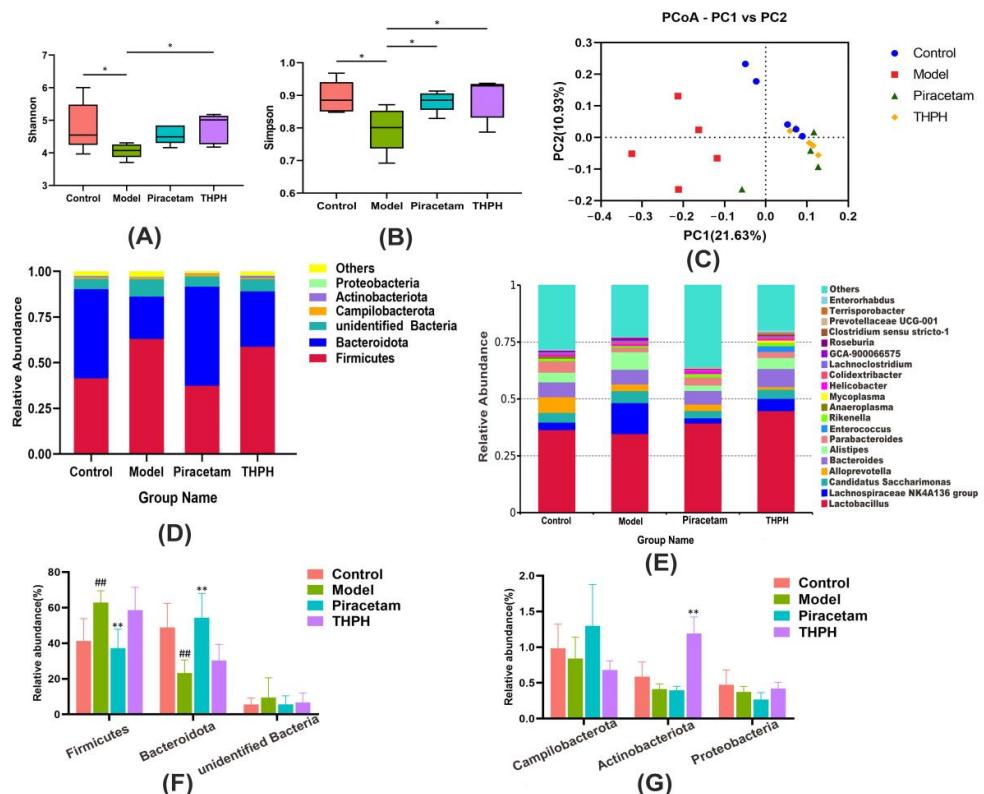 *
*
Shannon
7
6
5
4
3
Control
Model
Piracetam
THPH
(A)
*
*
*
Simpson
1.0
0.9
0.8
0.7
0.6
Control
Model
Piracetam
THPH
(B)
PCoA - PC1 vs PC2
PC2(10.93%)
0.3
0.2
0.1
0.0
−0.1
−0.2
−0.4
−0.3
−0.2
−0.1
0.0
0.1
0.2
PC1(21.63%)
Control
Model
Piracetam
THPH
(C)
Relative Abundance
1.00
0.75
0.50
0.25
0.00
Control
Model
Piracetam
THPH
Group Name
Others
Proteobacteria
Actinobacteriota
Campilobacterota
unidentified Bacteria
Bacteroidota
Firmicutes
(D)
Relative Abundance
1
0.75
0.5
0.25
0
Control
Model
Piracetam
THPH
Group Name
Others
Enterorhabdus
Terrisporobacter
Prevotellaceae UCG-001
Clostridium sensu stricto-1
Roseburia
GCA-900066575
Lachnoclostridium
Colidextribacter
Helicobacter
Mycoplasma
Anaeroplasma
Rikenella
Enterococcus
Parabacteroides
Alistipes
Bacteroides
Alloprevotella
Candidatus Saccharimonas
Lachnospiraceae NK4A136 group
Lactobacillus
(E)
Relative abundance(%)
80
60
40
20
0
##
**
##
**
Control
Model
Piracetam
THPH
Firmicutes
Bacteroidota
unidentified Bacteria
(F)
Relative abundance(%)
2.0
1.5
1.0
0.5
0.0
**
Control
Model
Piracetam
THPH
Campilobacterota
Actinobacteriota
Proteobacteria
(G)